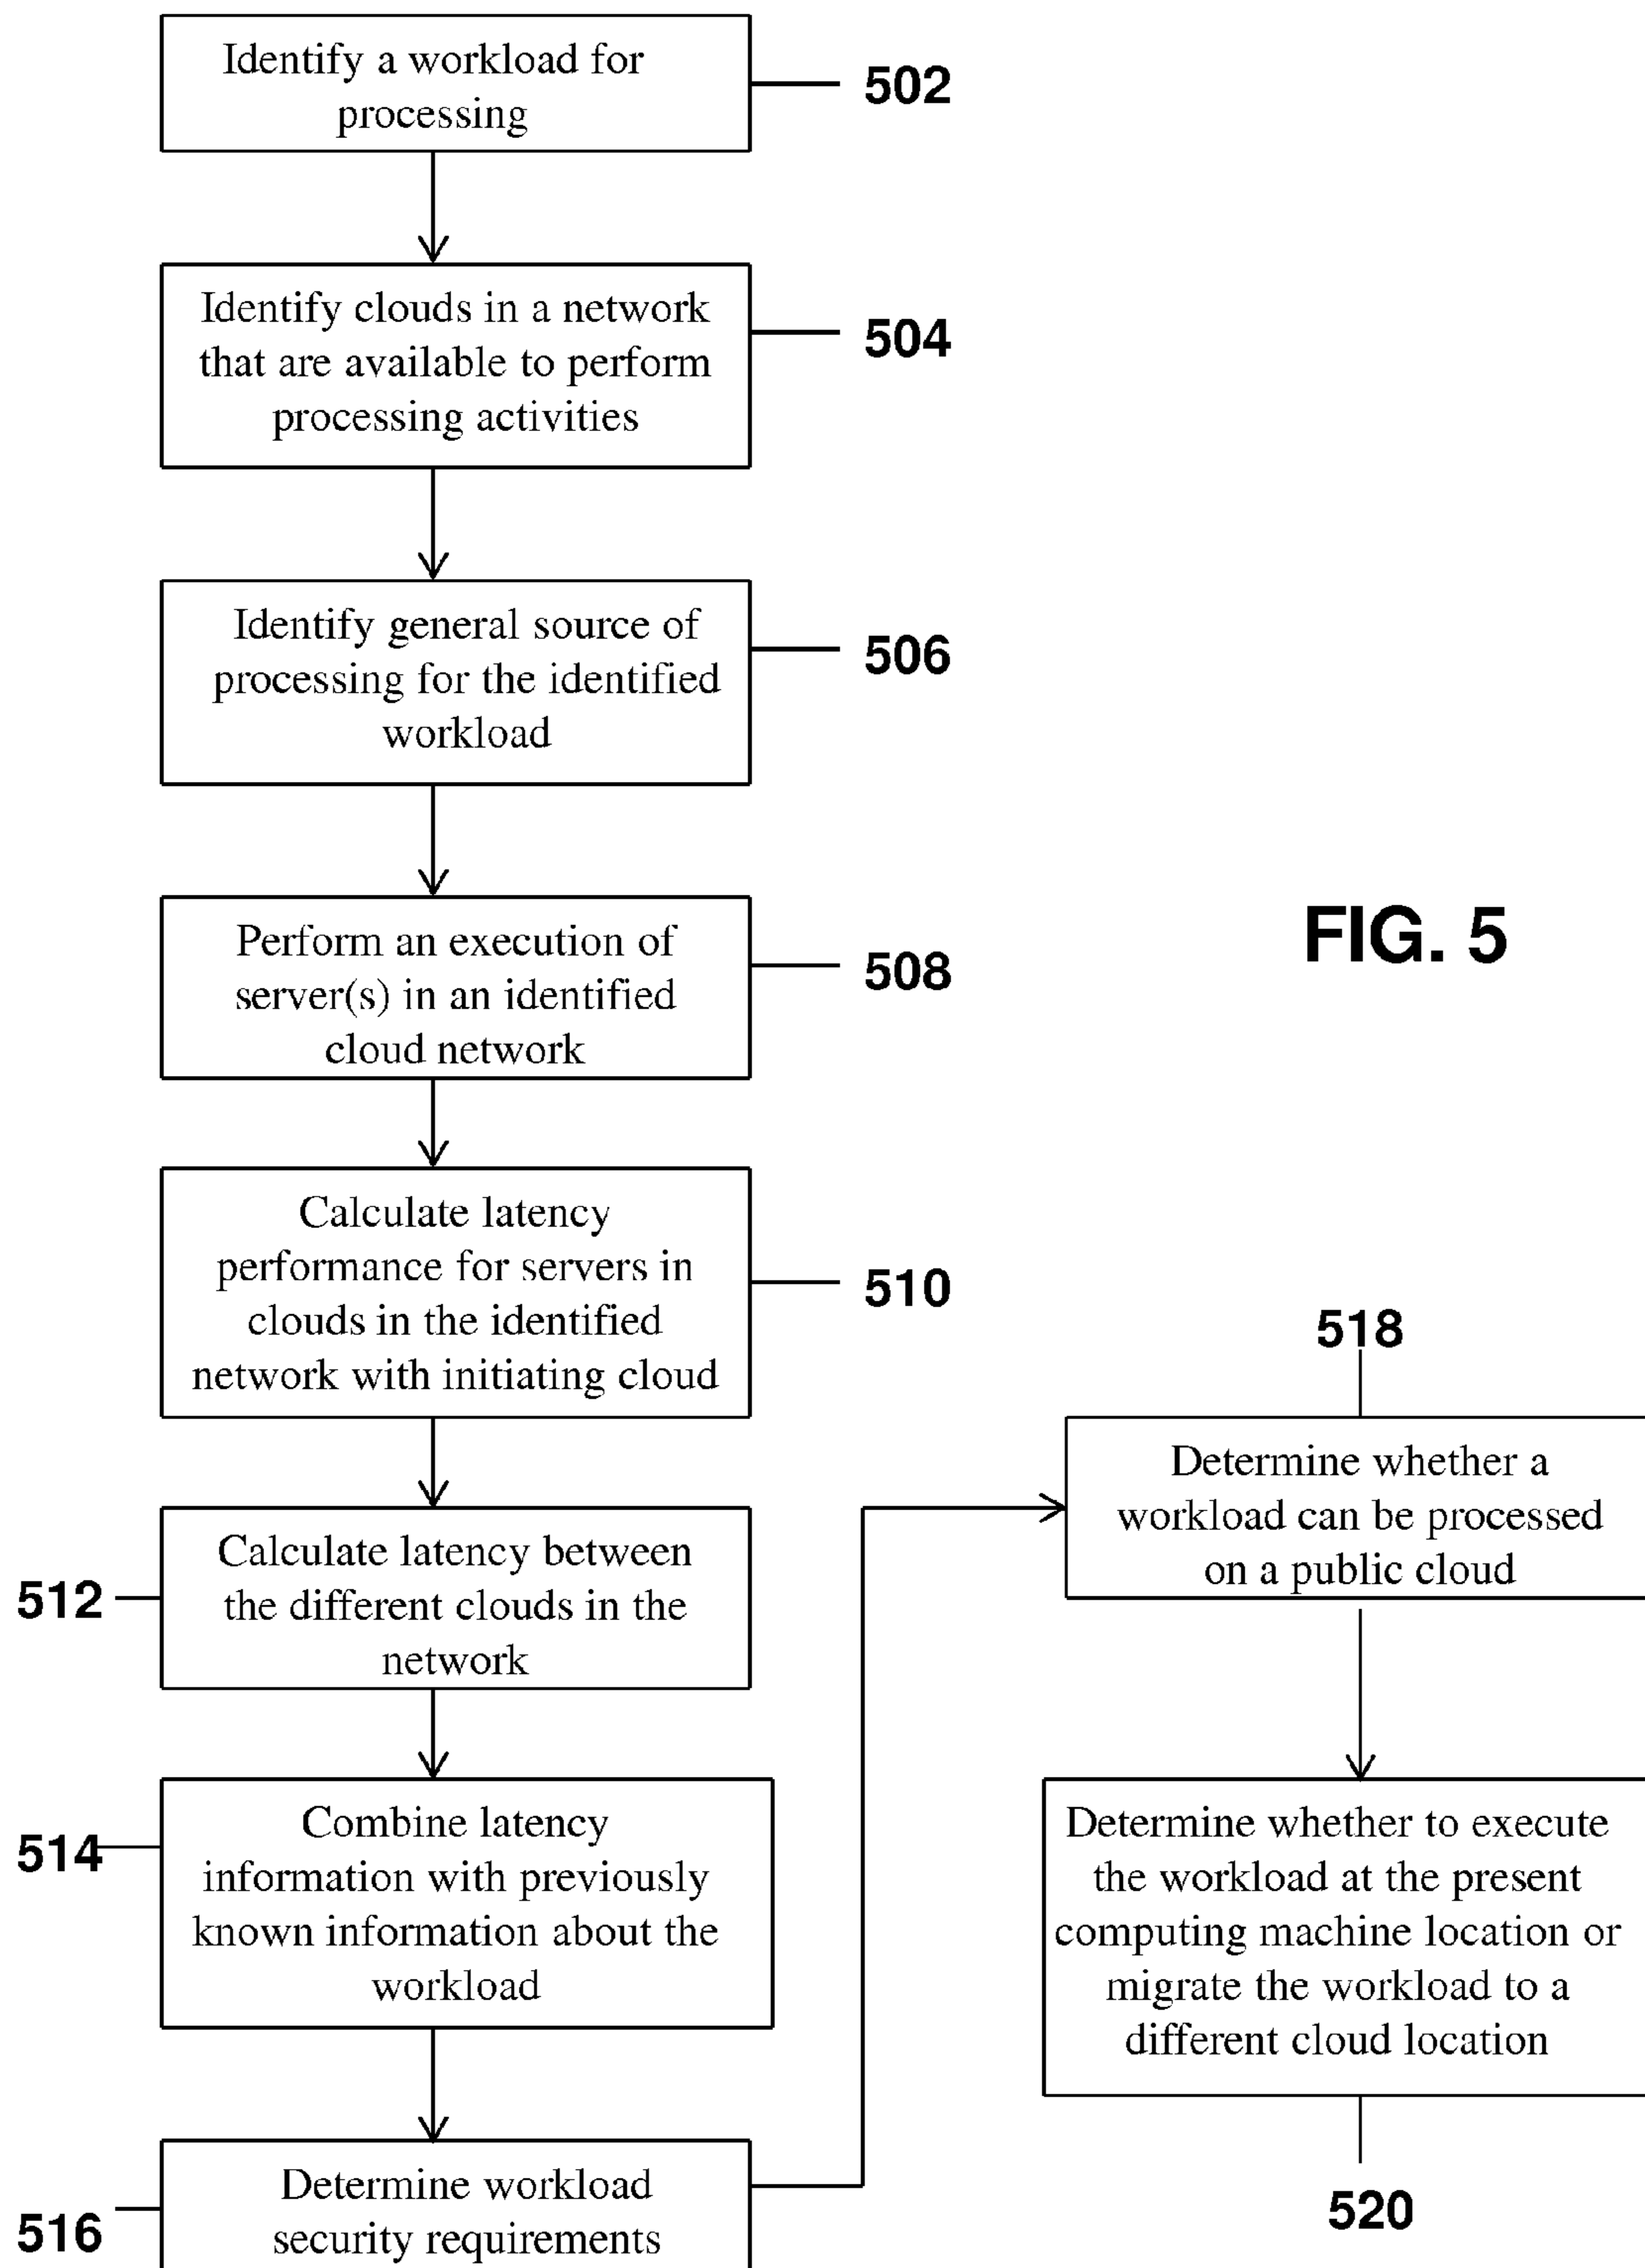 Identify a workload for
processing
502
Identify clouds in a network
that are available to perform
processing activities
504
Identify general source of
processing for the identified
workload
506
Perform an execution of
server(s) in an identified
cloud network
508
FIG. 5
Calculate latency
performance for servers in
clouds in the identified
network with initiating cloud
510
Calculate latency between
the different clouds in the
network
512
Combine latency
information with previously
known information about the
workload
514
Determine workload
security requirements
516
518
Determine whether a
workload can be processed
on a public cloud
Determine whether to execute
the workload at the present
computing machine location or
migrate the workload to a
different cloud location
520